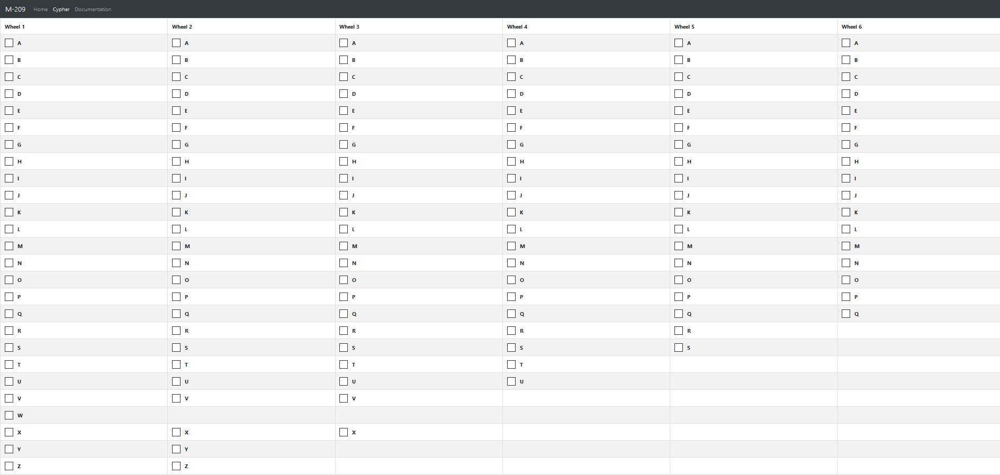 M-209 Home Cypher Documentation
Wheel 1 Wheel 2 Wheel 3 Wheel 4 Wheel 5 Wheel 6
A A A A A A
B B B B B B
C C C C C C
D D D D D D
E E E E E E
F F F F F F
G G G G G G
H H H H H H
I I I I I I
J J J J J J
K K K K K K
L L L L L L
M M M M M M
N N N N N N
O O O O O O
P P P P P P
Q Q Q Q Q Q
R R R R R
S S S S S
T T T T
U U U U
V V V
W
X X X
Y Y
Z Z